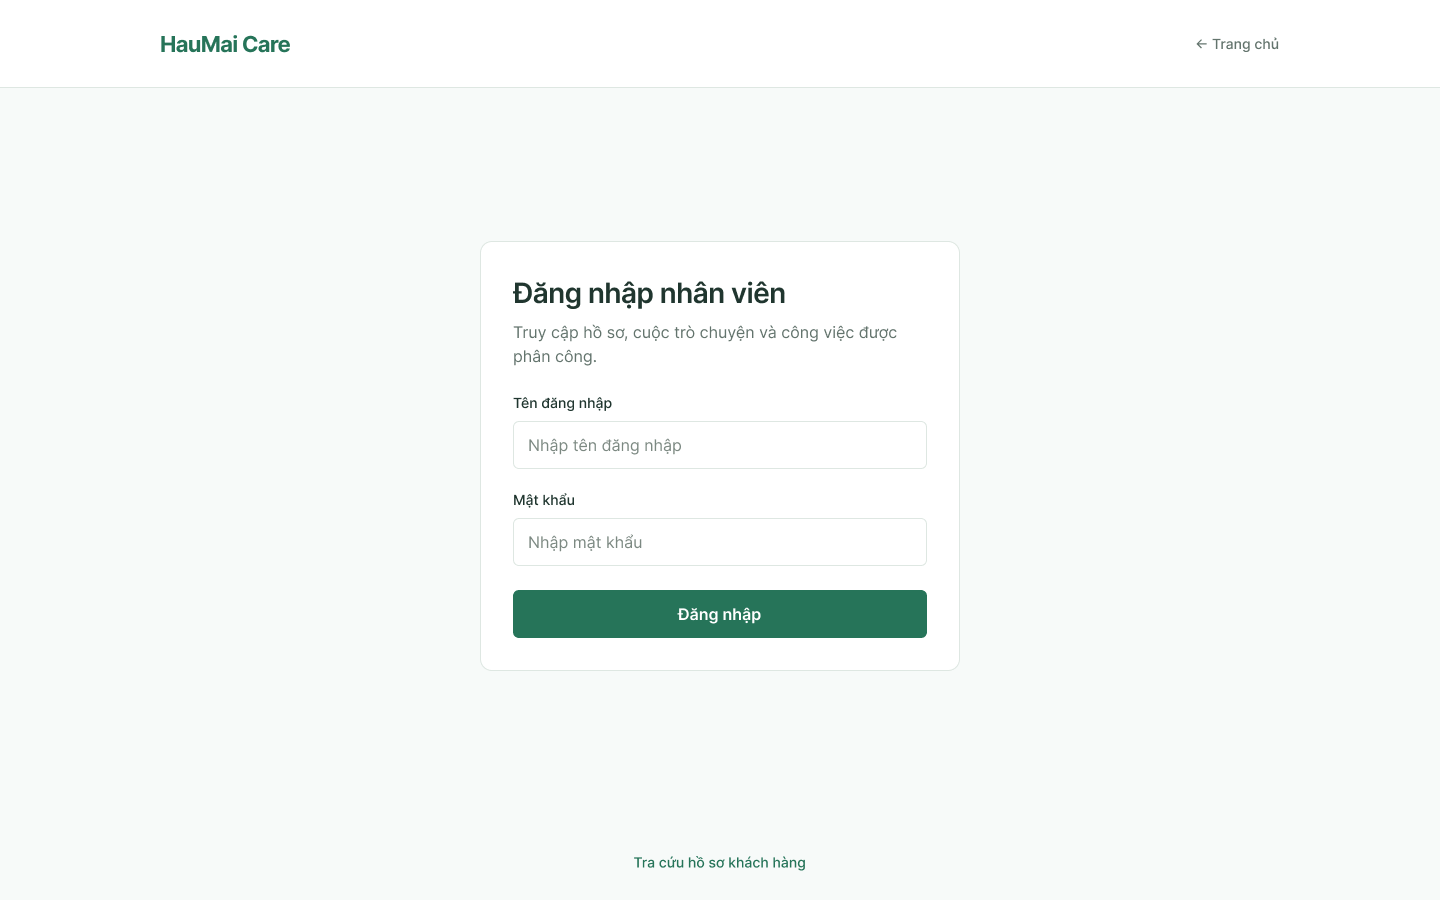 HauMai Care
← Trang chủ
Đăng nhập nhân viên
Truy cập hồ sơ, cuộc trò chuyện và công việc được
phân công.
Tên đăng nhập
Nhập tên đăng nhập
Mật khẩu
Nhập mật khẩu
Đăng nhập
Tra cứu hồ sơ khách hàng